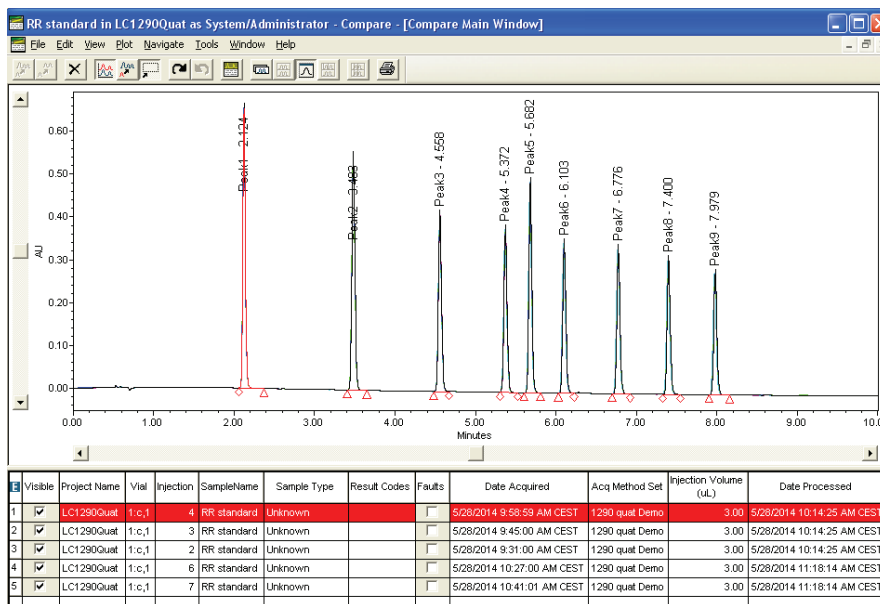 RR standard in LC1290Quat as System/Administrator - Compare - [Compare Main Window]
File Edit View Plot Navigate Tools Window Help
Peak1 - 2.124
Peak2 - 3.483
Peak3 - 4.558
Peak4 - 5.372
Peak5 - 5.682
Peak6 - 6.103
Peak7 - 6.776
Peak8 - 7.400
Peak9 - 7.979
AU
0.60
0.50
0.40
0.30
0.20
0.10
0.00
0.00 1.00 2.00 3.00 4.00 5.00 6.00 7.00 8.00 9.00 10.0
Minutes
E Visible Project Name Vial Injection SampleName Sample Type Result Codes Faults Date Acquired Acq Method Set Injection Volume (uL) Date Processed
1 LC1290Quat 1:c,1 4 RR standard Unknown 5/28/2014 9:58:59 AM CEST 1290 quat Demo 3.00 5/28/2014 10:14:25 AM CEST
2 LC1290Quat 1:c,1 3 RR standard Unknown 5/28/2014 9:45:00 AM CEST 1290 quat Demo 3.00 5/28/2014 10:14:25 AM CEST
3 LC1290Quat 1:c,1 2 RR standard Unknown 5/28/2014 9:31:00 AM CEST 1290 quat Demo 3.00 5/28/2014 10:14:25 AM CEST
4 LC1290Quat 1:c,1 6 RR standard Unknown 5/28/2014 10:27:00 AM CEST 1290 quat Demo 3.00 5/28/2014 11:18:14 AM CEST
5 LC1290Quat 1:c,1 7 RR standard Unknown 5/28/2014 10:41:01 AM CEST 1290 quat Demo 3.00 5/28/2014 11:18:14 AM CEST